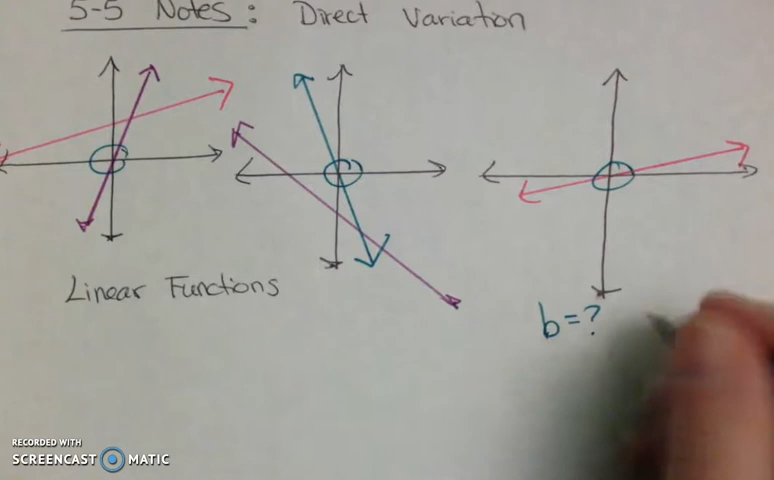 5-5 Notes: Direct Variation
Linear Functions
b=?
RECORDED WITH
SCREENCAST MATIC